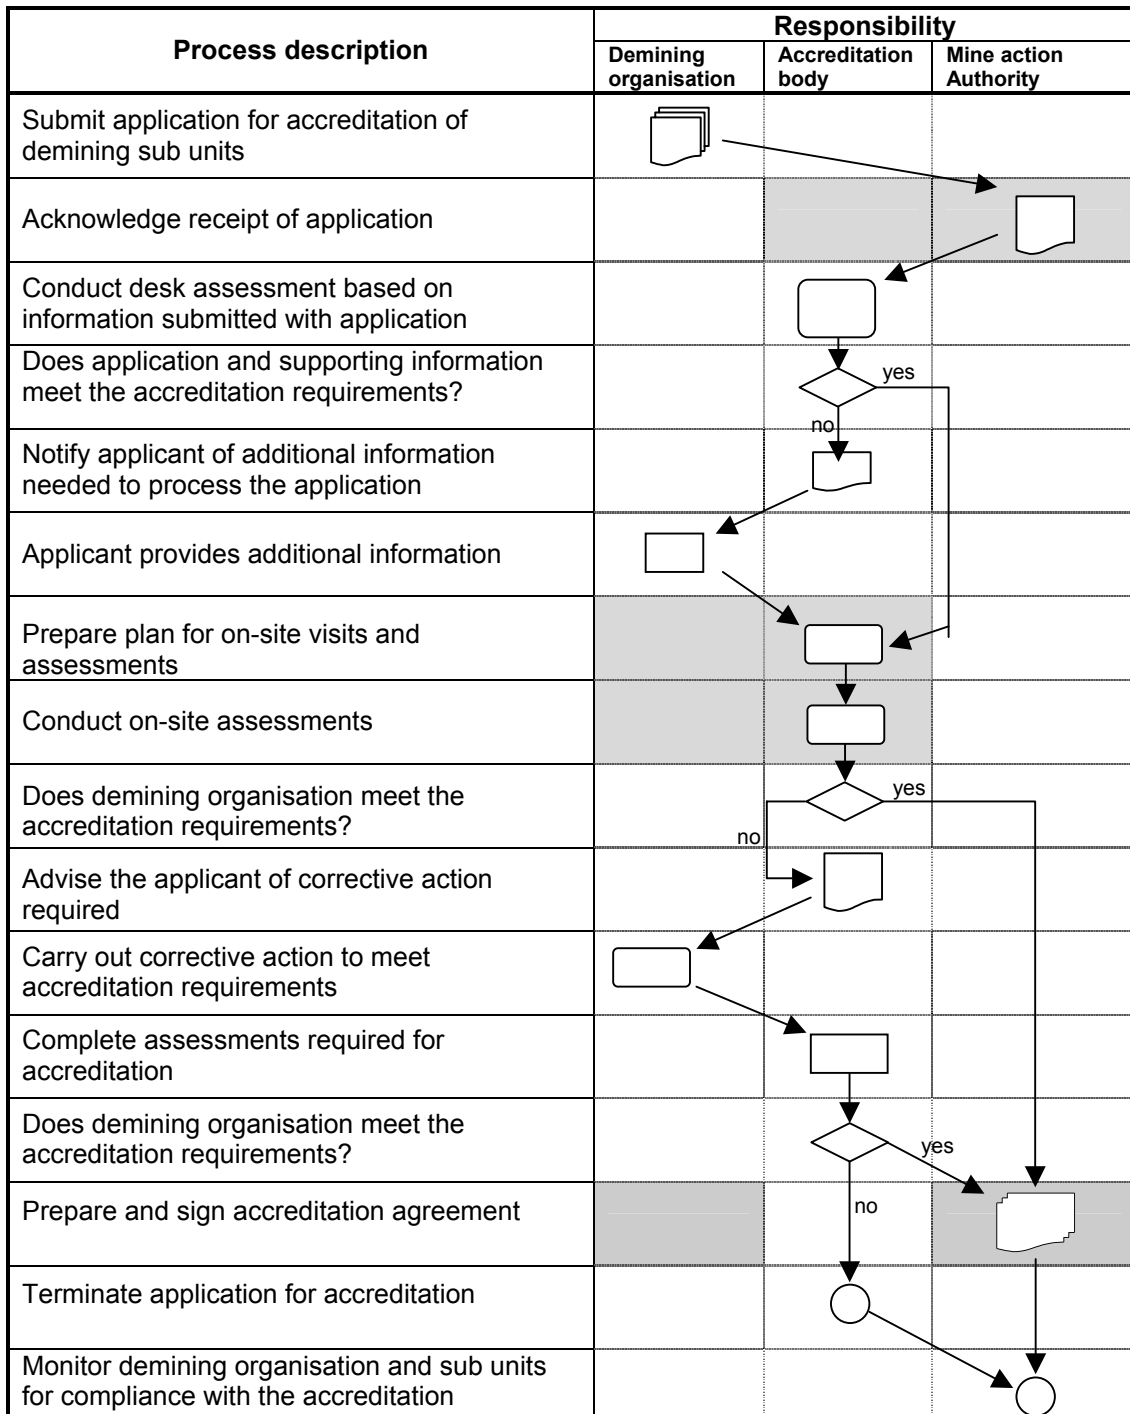 Process description
Responsibility
Demining
organisation
Accreditation
body
Mine action
Authority
Submit application for accreditation of
demining sub units
Acknowledge receipt of application
Conduct desk assessment based on
information submitted with application
Does application and supporting information
meet the accreditation requirements?
yes
no
Notify applicant of additional information
needed to process the application
Applicant provides additional information
Prepare plan for on-site visits and
assessments
Conduct on-site assessments
Does demining organisation meet the
accreditation requirements?
yes
no
Advise the applicant of corrective action
required
Carry out corrective action to meet
accreditation requirements
Complete assessments required for
accreditation
Does demining organisation meet the
accreditation requirements?
yes
Prepare and sign accreditation agreement
no
Terminate application for accreditation
Monitor demining organisation and sub units
for compliance with the accreditation